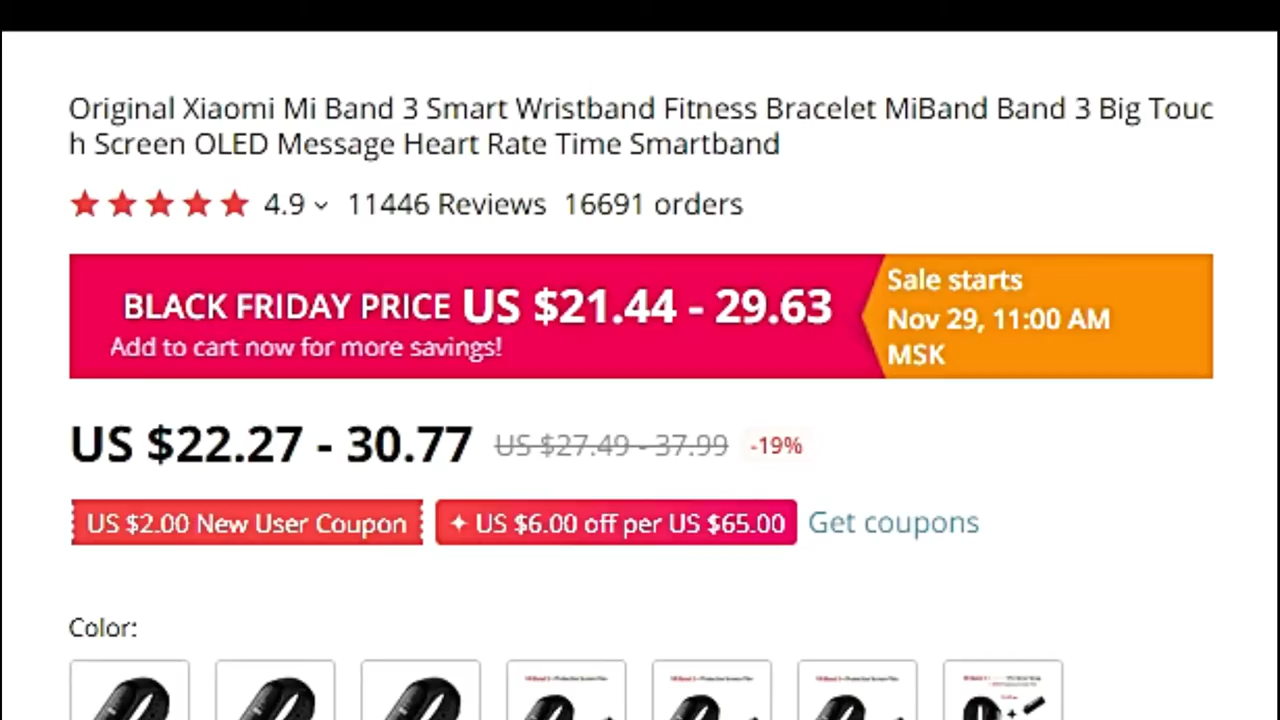 Original Xiaomi Mi Band 3 Smart Wristband Fitness Bracelet MiBand Band 3 Big Touc
h Screen OLED Message Heart Rate Time Smartband
4.9 11446 Reviews 16691 orders
BLACK FRIDAY PRICE US $21.44 - 29.63
Add to cart now for more savings!
Sale starts
Nov 29, 11:00 AM
MSK
US $22.27 - 30.77 US $27.49 - 37.99 -19%
US $2.00 New User Coupon US $6.00 off per US $65.00 Get coupons
Color: